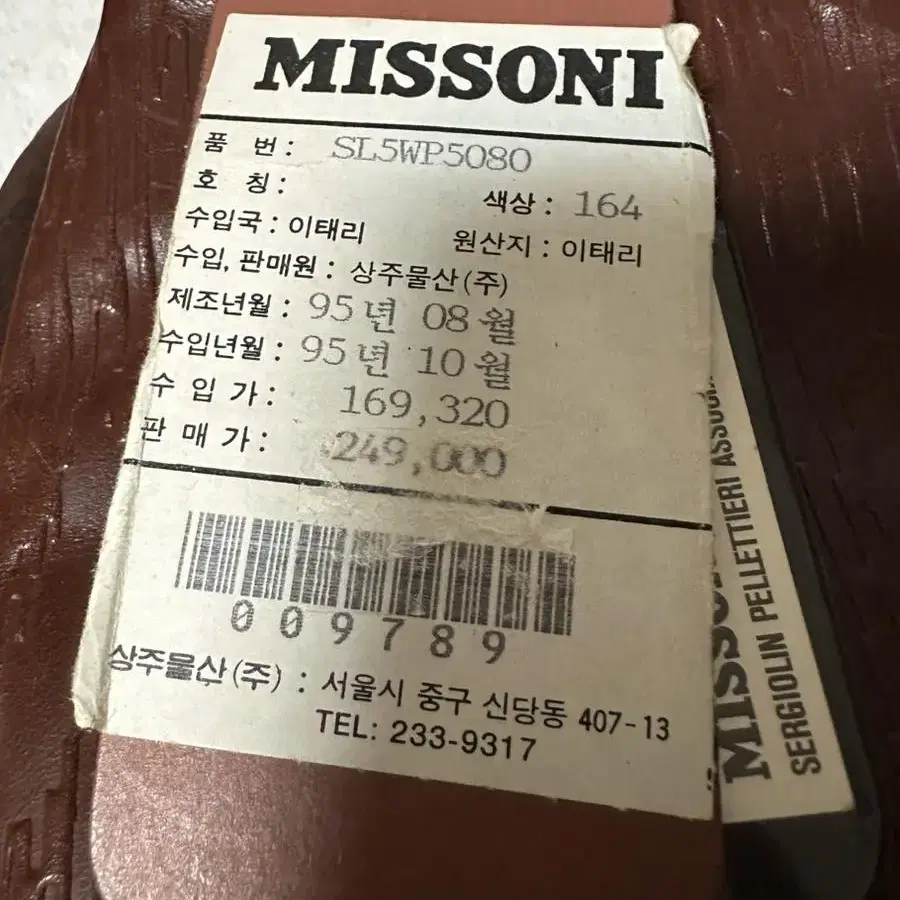 MISSONI
품 번 : SL5WP5080
호 칭 :
색상 : 164
수입국 : 이태리
원산지 : 이태리
수입, 판매원 : 상주물산(주)
제조년월 : 95년 08월
수입년월 : 95년 10월
수 입 가 : 169,320
판 매 가 : 249,000
009789
상주물산(주) : 서울시 중구 신당동 407-13
TEL: 233-9317
MISSONI
SERGIOLIN PELLETTIERI